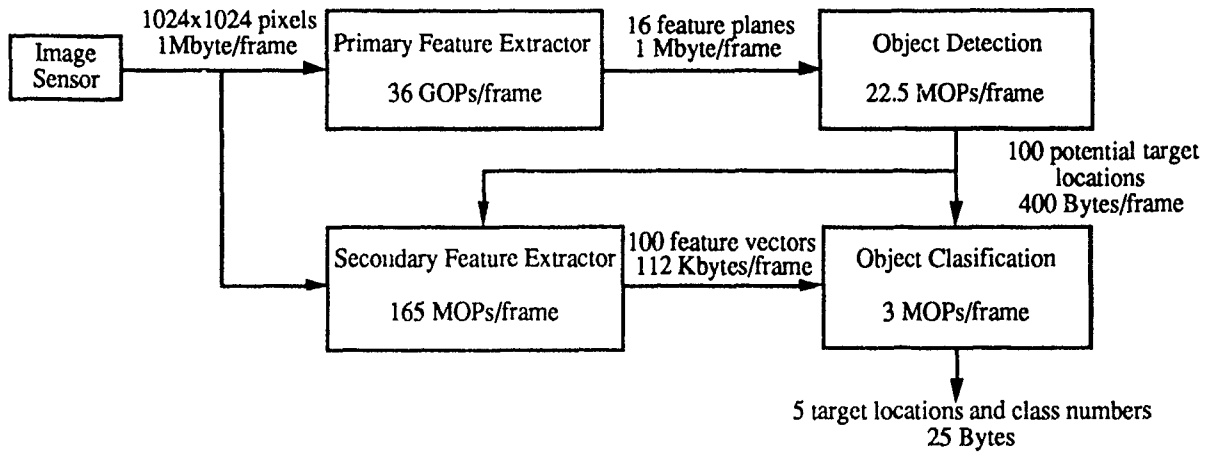 Image
Sensor
1024x1024 pixels
1Mbyte/frame
Primary Feature Extractor
36 GOPs/frame
16 feature planes
1 Mbyte/frame
Object Detection
22.5 MOPs/frame
100 potential target
locations
400 Bytes/frame
Secondary Feature Extractor
165 MOPs/frame
100 feature vectors
112 Kbytes/frame
Object Clasification
3 MOPs/frame
5 target locations and class numbers
25 Bytes